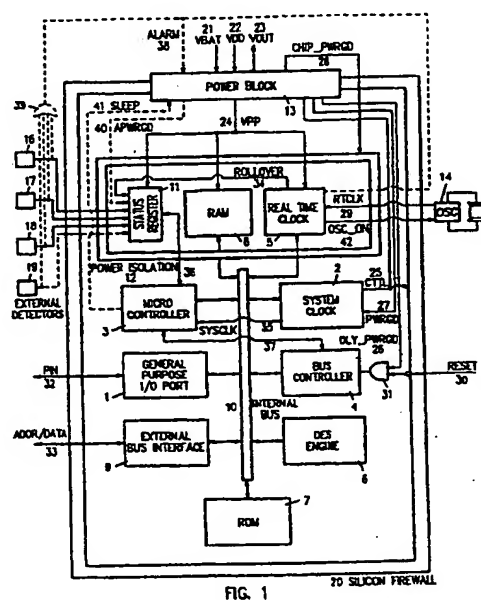 ALARM
38
21
VBAT
22
VDD
23
VOUT
CHIP_PWRGD
28
POWER BLOCK
13
41 SLEEP
40
APWRGD
24 VPP
39
16
17
18
19
EXTERNAL
DETECTORS
11
STATUS
REGISTER
ROLLOVER
34
RAM
8
REAL TIME
CLOCK
5
RTCLK
29
OSC_ON
42
14
OSC
POWER ISOLATION
12
36
MICRO
CONTROLLER
3
SYSCLK
35
2
SYSTEM
CLOCK
25
CTD
27
PWRGD
37
DLY_PWRGD
26
PIN
32
GENERAL
PURPOSE
I/O PORT
1
10
INTERNAL
BUS
BUS
CONTROLLER
4
31
RESET
30
ADDR/DATA
33
EXTERNAL
BUS INTERFACE
9
DES
ENGINE
6
ROM
7
20 SILICON FIREWALL
FIG. 1